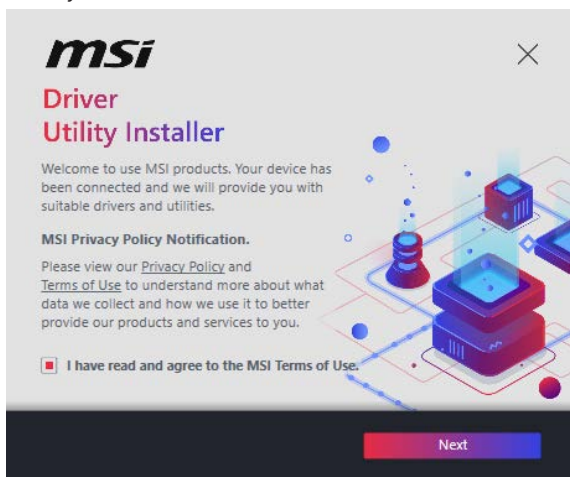 msi
Driver
Utility Installer
Welcome to use MSI products. Your device has
been connected and we will provide you with
suitable drivers and utilities.
MSI Privacy Policy Notification.
Please view our Privacy Policy and
Terms of Use to understand more about what
data we collect and how we use it to better
provide our products and services to you.
I have read and agree to the MSI Terms of Use.
Next